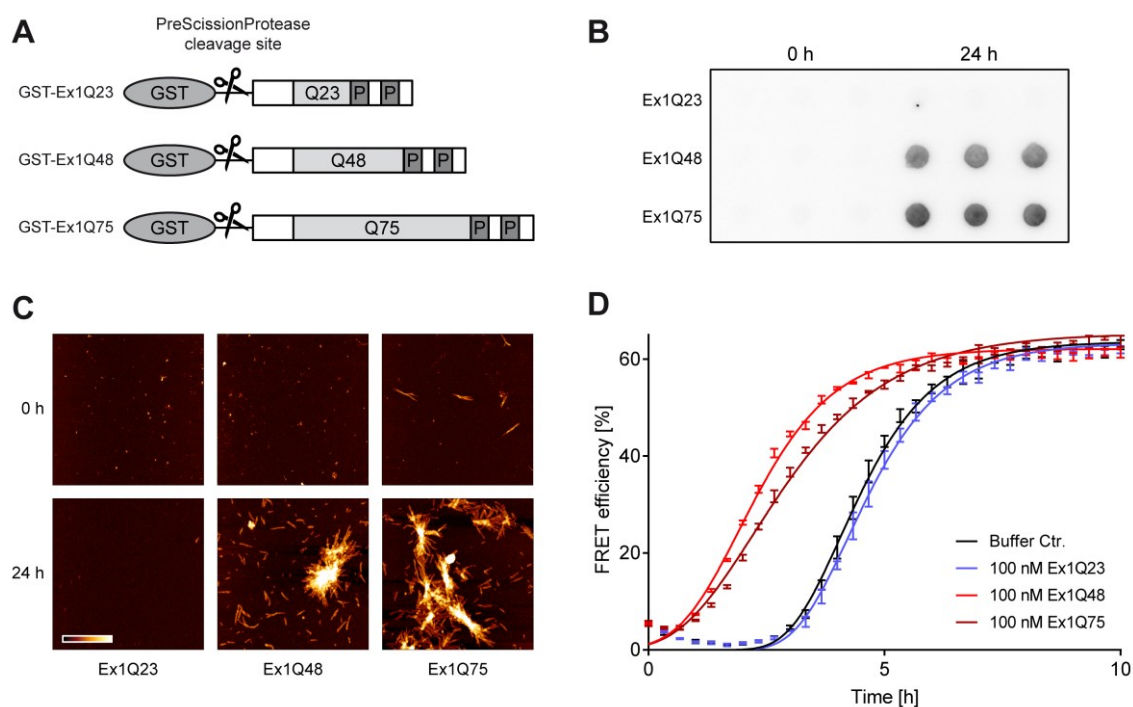 A
PreScissionProtease
cleavage site
GST-Ex1Q23 GST Q23 P P
GST-Ex1Q48 GST Q48 P P
GST-Ex1Q75 GST Q75 P P
B
0 h 24 h
Ex1Q23
Ex1Q48
Ex1Q75
C
0 h
24 h
Ex1Q23 Ex1Q48 Ex1Q75
D
FRET efficiency [%]
60
40
20
0
0 5 10
Time [h]
Buffer Ctr.
100 nM Ex1Q23
100 nM Ex1Q48
100 nM Ex1Q75